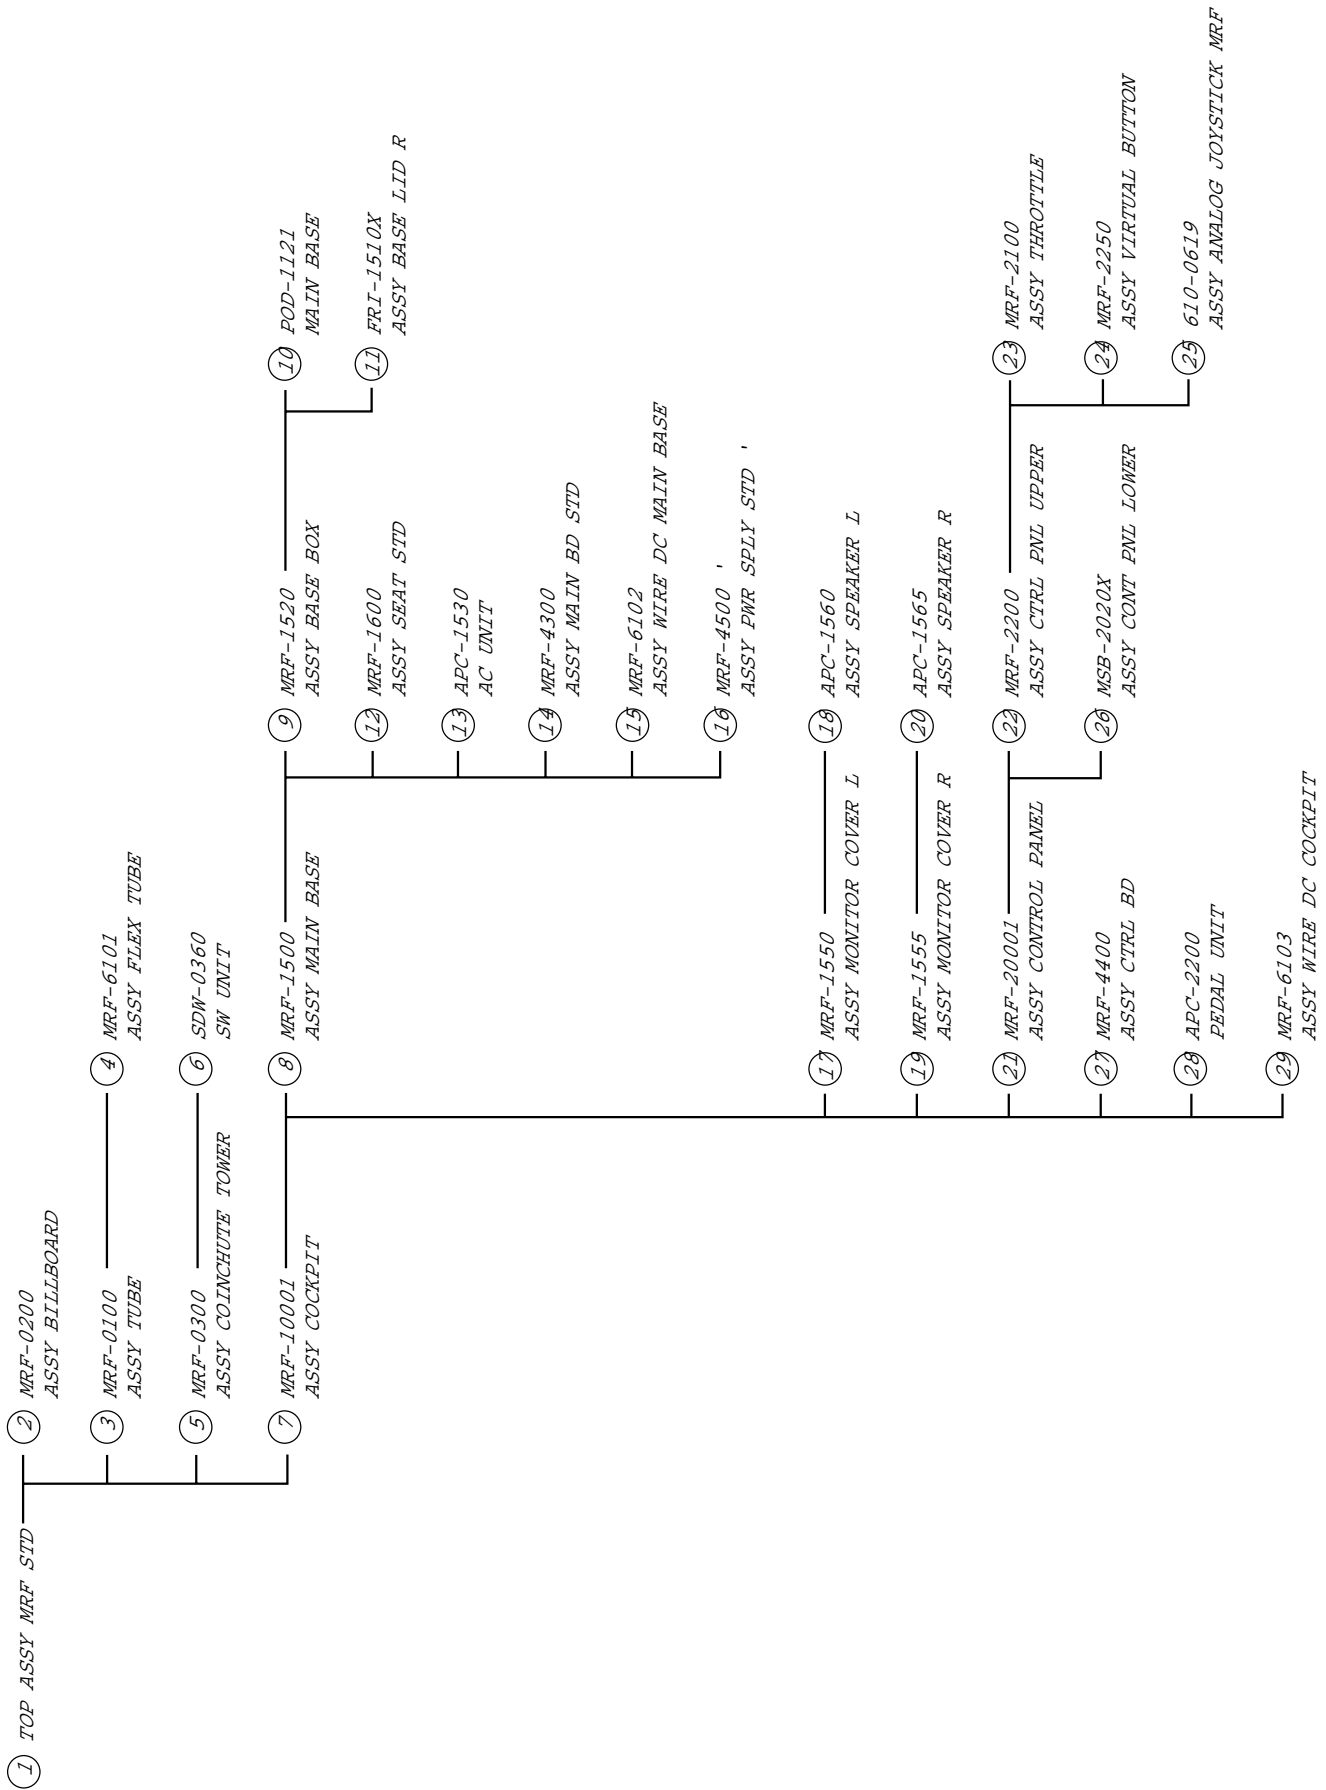 1 TOP ASSY MRF STD
2 MRF-0200
ASSY BILLBOARD
3 MRF-0100
ASSY TUBE
4 MRF-6101
ASSY FLEX TUBE
5 MRF-0300
ASSY COINCHUTE TOWER
6 SDW-0360
SW UNIT
7 MRF-10001
ASSY COCKPIT
8 MRF-1500
ASSY MAIN BASE
9 MRF-1520
ASSY BASE BOX
10 POD-1121
MAIN BASE
11 FRI-1510X
ASSY BASE LID R
12 MRF-1600
ASSY SEAT STD
13 APC-1530
AC UNIT
14 MRF-4300
ASSY MAIN BD STD
15 MRF-6102
ASSY WIRE DC MAIN BASE
16 MRF-4500 '
ASSY PWR SPLY STD '
17 MRF-1550
ASSY MONITOR COVER L
18 APC-1560
ASSY SPEAKER L
19 MRF-1555
ASSY MONITOR COVER R
20 APC-1565
ASSY SPEAKER R
21 MRF-20001
ASSY CONTROL PANEL
22 MRF-2200
ASSY CTRL PNL UPPER
23 MRF-2100
ASSY THROTTLE
24 MRF-2250
ASSY VIRTUAL BUTTON
25 610-0619
ASSY ANALOG JOYSTICK MRF
26 MSB-2020X
ASSY CONT PNL LOWER
27 MRF-4400
ASSY CTRL BD
28 APC-2200
PEDAL UNIT
29 MRF-6103
ASSY WIRE DC COCKPIT